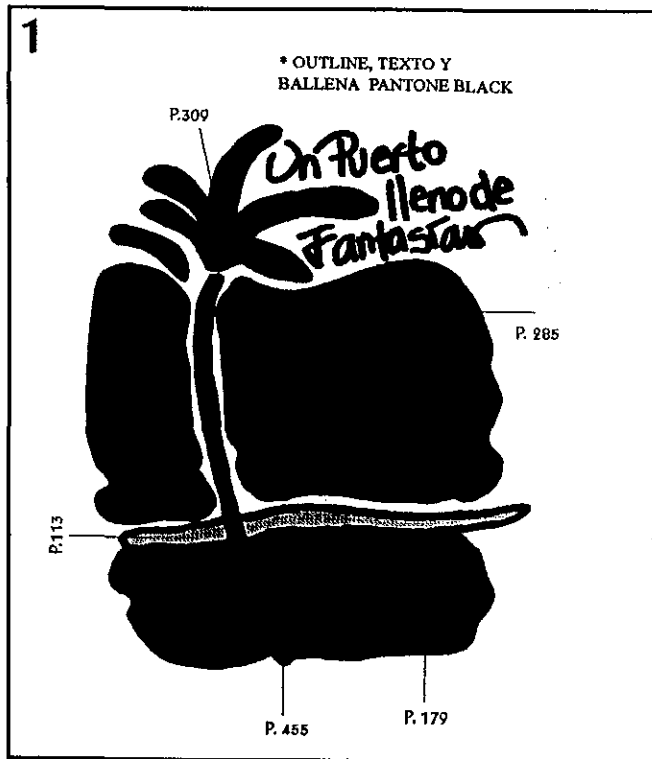 1
* OUTLINE, TEXTO Y
BALLENA PANTONE BLACK
P.309
Un Puerto
lleno de
Fantasías
P. 285
P.113
P. 455
P. 179